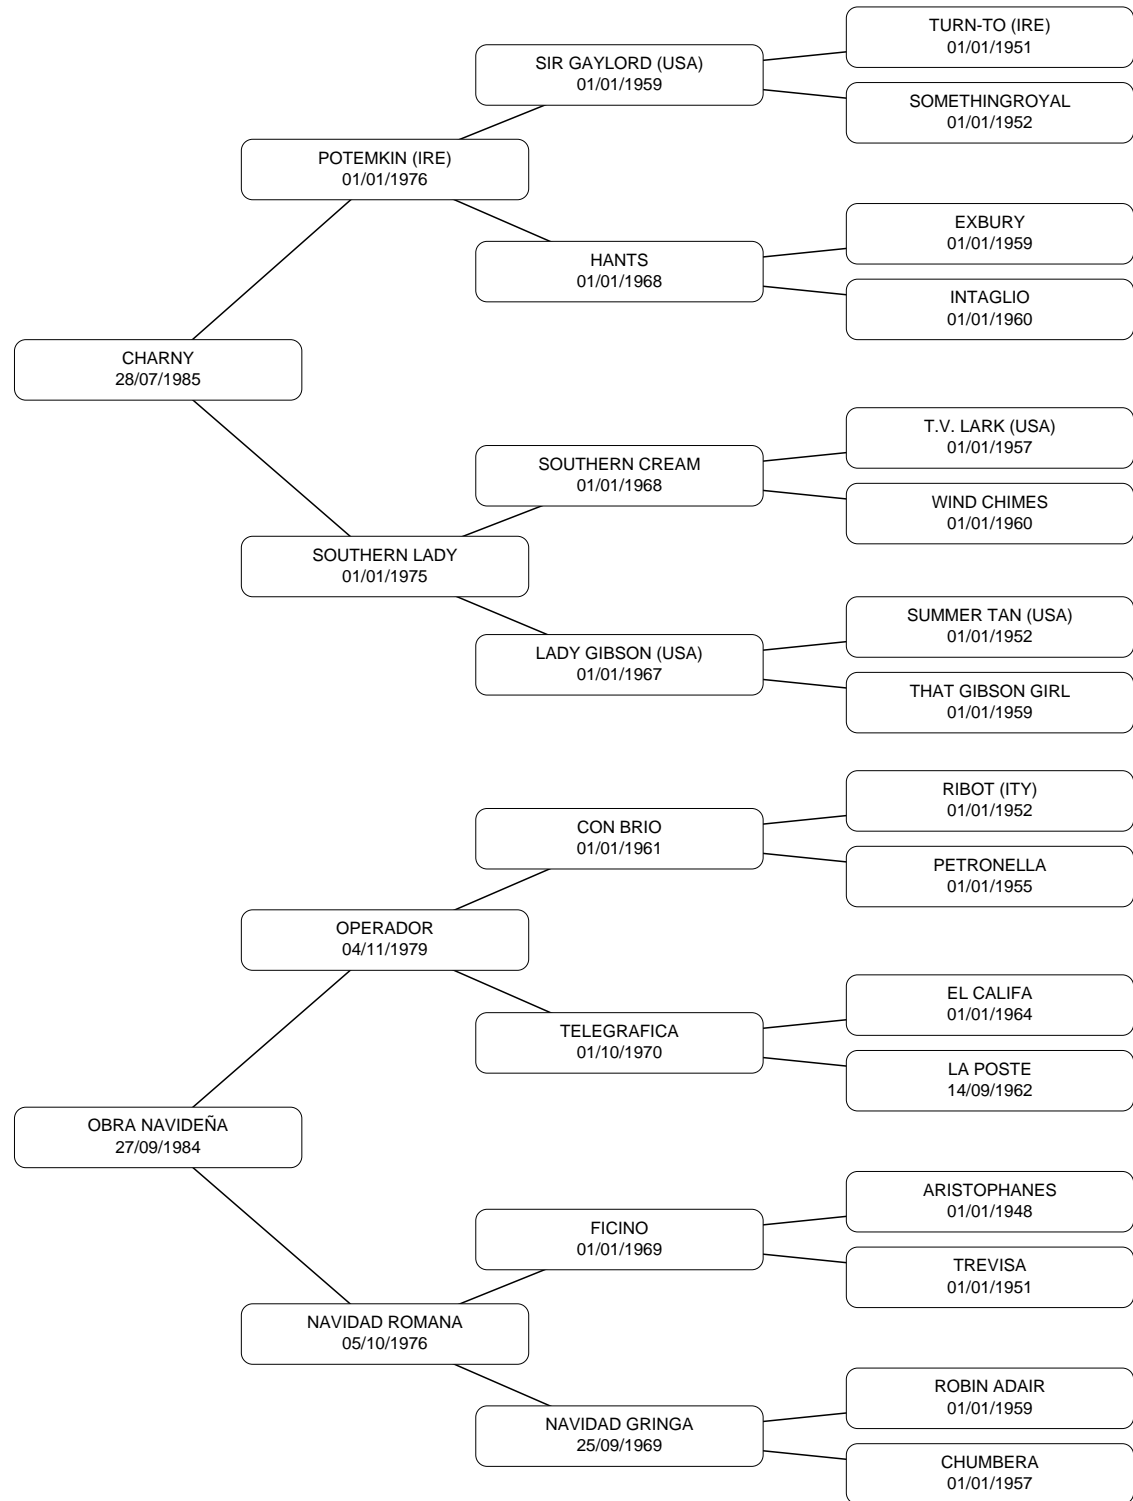 TURN-TO (IRE)
01/01/1951
SIR GAYLORD (USA)
01/01/1959
SOMETHINGROYAL
01/01/1952
POTEMKIN (IRE)
01/01/1976
EXBURY
01/01/1959
HANTS
01/01/1968
INTAGLIO
01/01/1960
CHARNY
28/07/1985
T.V. LARK (USA)
01/01/1957
SOUTHERN CREAM
01/01/1968
WIND CHIMES
01/01/1960
SOUTHERN LADY
01/01/1975
SUMMER TAN (USA)
01/01/1952
LADY GIBSON (USA)
01/01/1967
THAT GIBSON GIRL
01/01/1959
RIBOT (ITY)
01/01/1952
CON BRIO
01/01/1961
PETRONELLA
01/01/1955
OPERADOR
04/11/1979
EL CALIFA
01/01/1964
TELEGRAFICA
01/10/1970
LA POSTE
14/09/1962
OBRA NAVIDEÑA
27/09/1984
ARISTOPHANES
01/01/1948
FICINO
01/01/1969
TREVISA
01/01/1951
NAVIDAD ROMANA
05/10/1976
ROBIN ADAIR
01/01/1959
NAVIDAD GRINGA
25/09/1969
CHUMBERA
01/01/1957